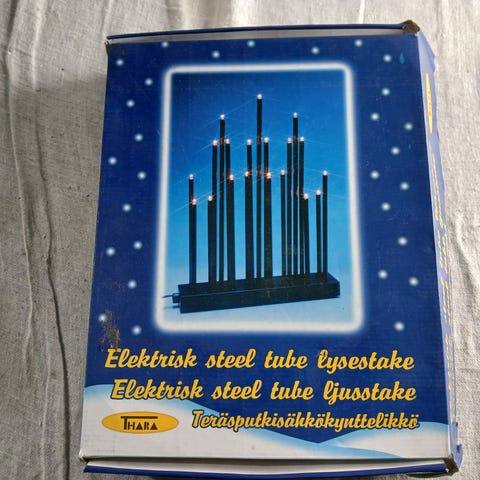 Elektrisk steel tube lysestake
Elektrisk steel tube ljusstake
Teräsputkisähkökynttelikkö
THARA